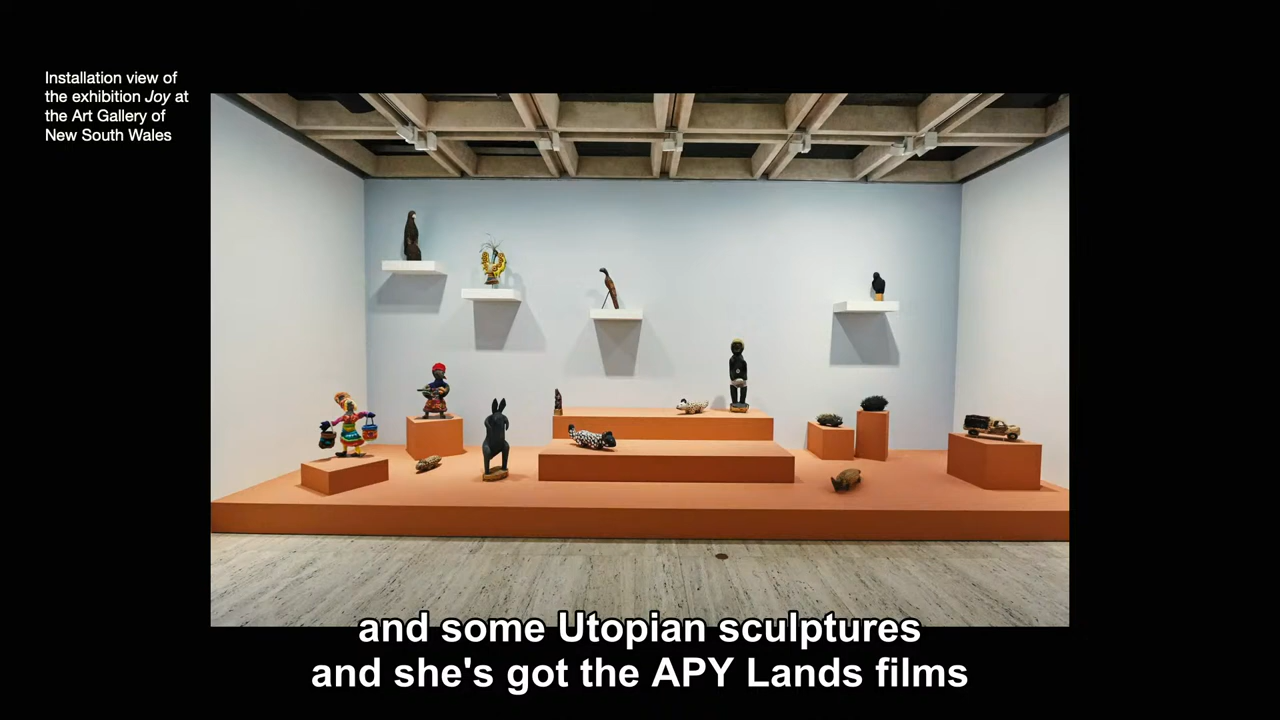 Installation view of
the exhibition Joy at
the Art Gallery of
New South Wales
and some Utopian sculptures
and she's got the APY Lands films